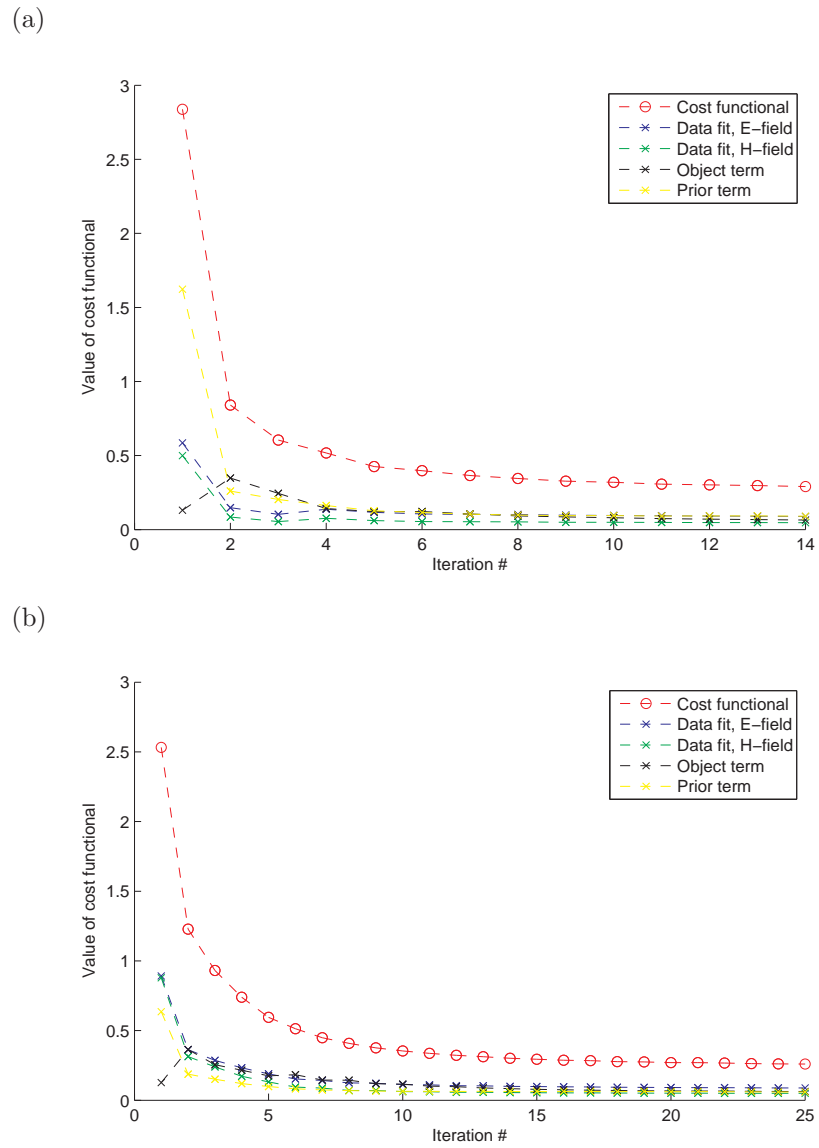 (a)
3
2.5
2
1.5
1
0.5
0
Value of cost functional
Cost functional
Data fit, E−field
Data fit, H−field
Object term
Prior term
0 2 4 6 8 10 12 14
Iteration #
(b)
3
2.5
2
1.5
1
0.5
0
Value of cost functional
Cost functional
Data fit, E−field
Data fit, H−field
Object term
Prior term
0 5 10 15 20 25
Iteration #